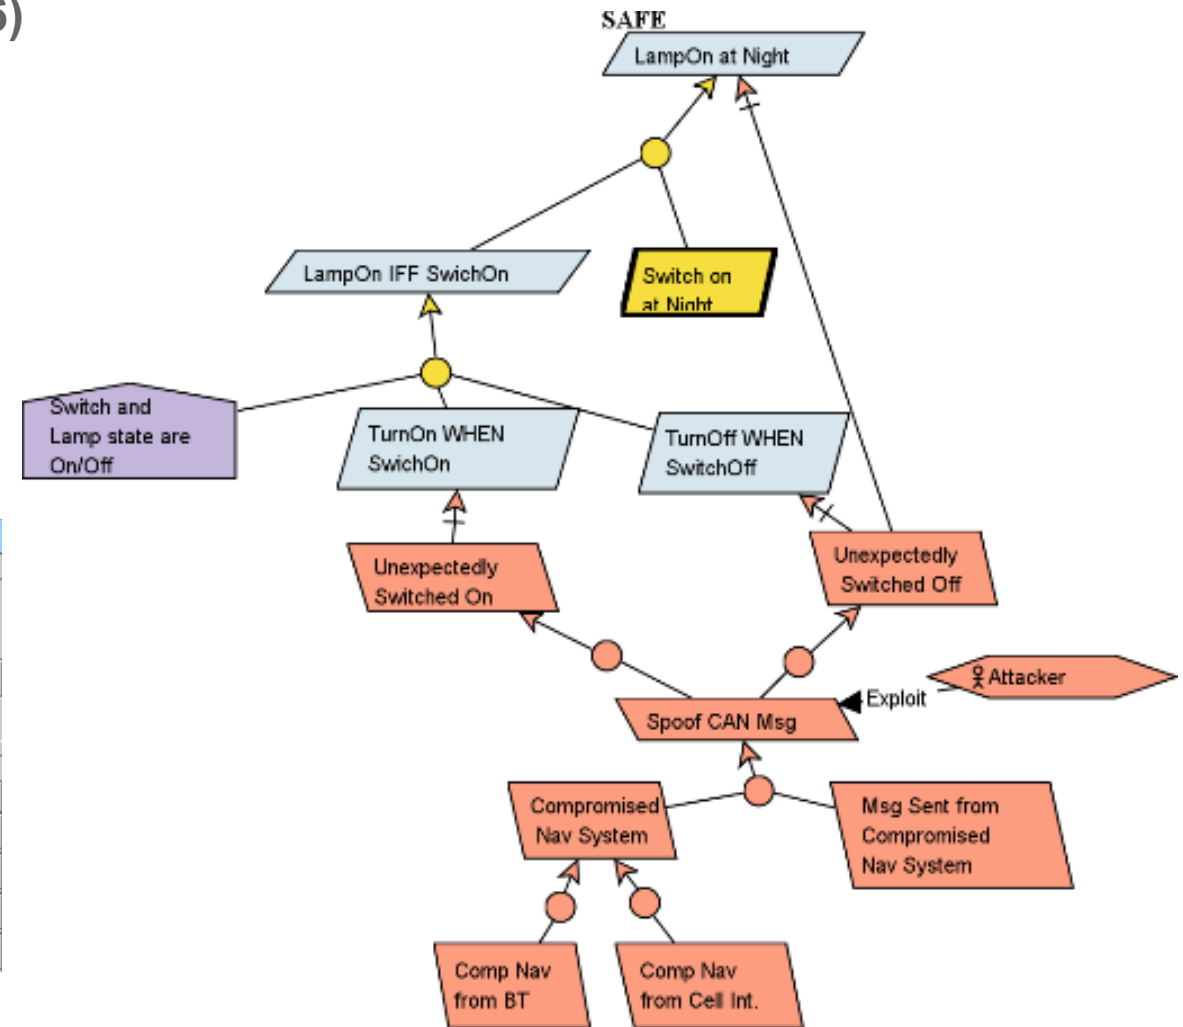 6)
SAFE
LampOn at Night
LampOn IFF SwichOn
Switch on
at Night
Switch and
Lamp state are
On/Off
TurnOn WHEN
SwichOn
TurnOff WHEN
SwitchOff
Unexpectedly
Switched On
Unexpectedly
Switched Off
Attacker
Exploit
Spoof CAN Msg
Compromised
Nav System
Msg Sent from
Compromised
Nav System
Comp Nav
from BT
Comp Nav
from Cell Int.